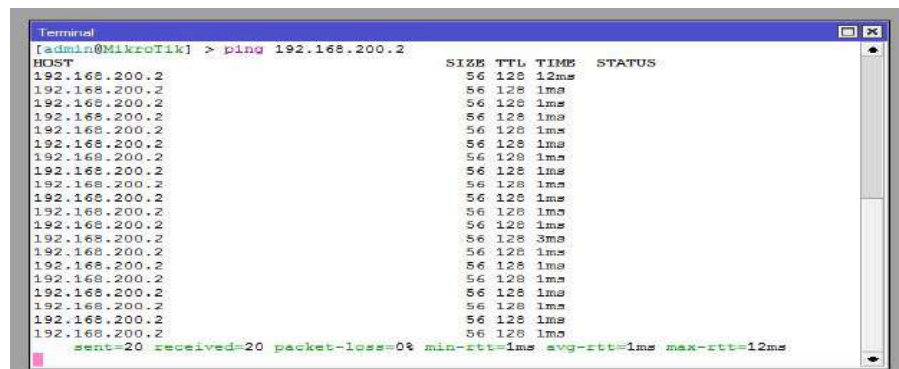 Terminal
[admin@MikroTik] > ping 192.168.200.2
HOST SIZE TTL TIME STATUS
192.168.200.2 56 128 12ms
192.168.200.2 56 128 1ms
192.168.200.2 56 128 1ms
192.168.200.2 56 128 1ms
192.168.200.2 56 128 1ms
192.168.200.2 56 128 1ms
192.168.200.2 56 128 1ms
192.168.200.2 56 128 1ms
192.168.200.2 56 128 1ms
192.168.200.2 56 128 1ms
192.168.200.2 56 128 1ms
192.168.200.2 56 128 1ms
192.168.200.2 56 128 3ms
192.168.200.2 56 128 1ms
192.168.200.2 56 128 1ms
192.168.200.2 56 128 1ms
192.168.200.2 56 128 1ms
192.168.200.2 56 128 1ms
192.168.200.2 56 128 1ms
192.168.200.2 56 128 1ms
sent=20 received=20 packet-loss=0% min-rtt=1ms avg-rtt=1ms max-rtt=12ms